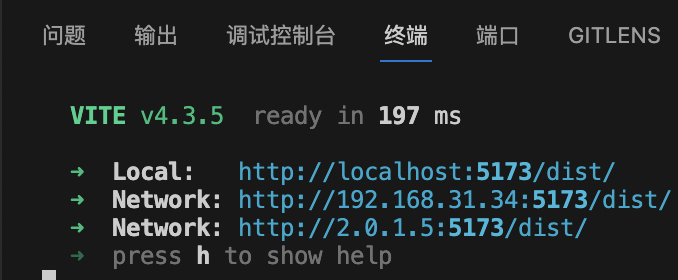 问题 输出 调试控制台 终端 端口 GITLENS
VITE v4.3.5 ready in 197 ms
➜ Local: http://localhost:5173/dist/
➜ Network: http://192.168.31.34:5173/dist/
➜ Network: http://2.0.1.5:5173/dist/
➜ press h to show help